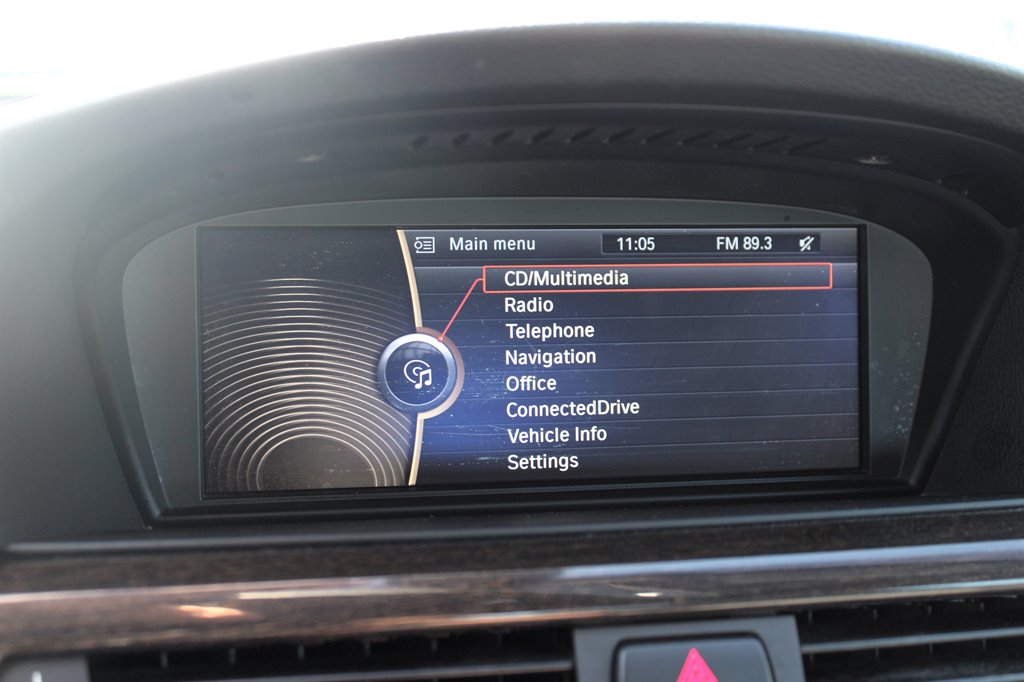 Main menu 11:05 FM 89.3
CD/Multimedia
Radio
Telephone
Navigation
Office
ConnectedDrive
Vehicle Info
Settings